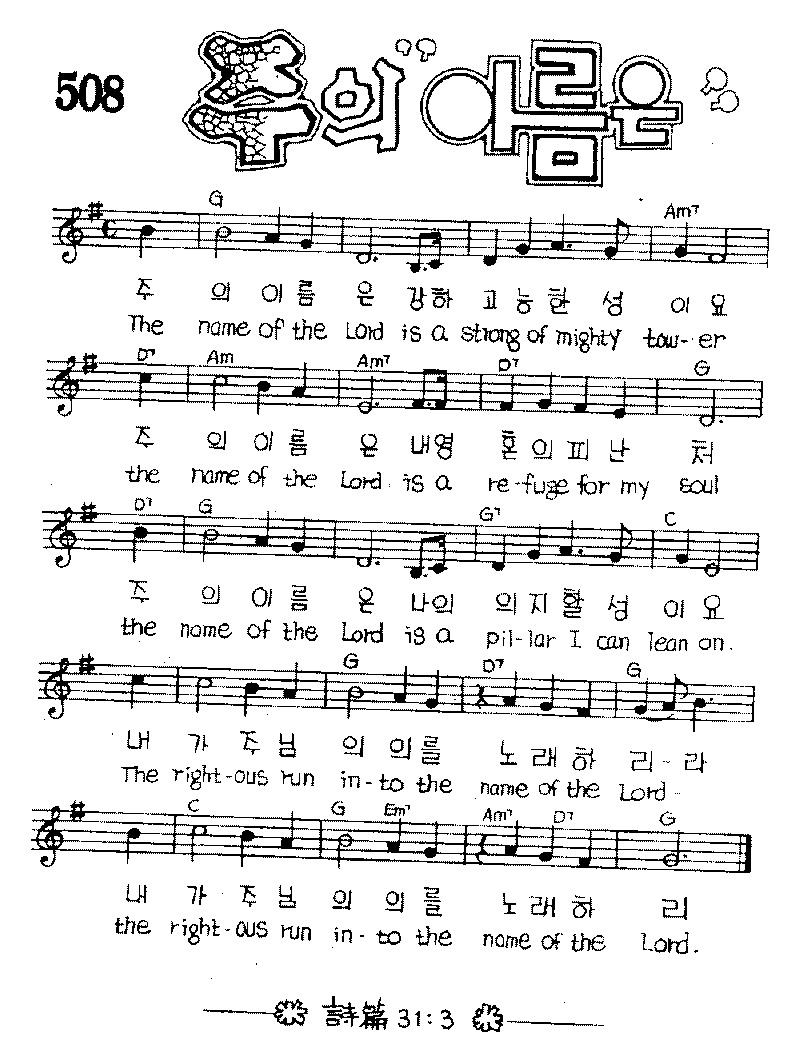 508 주의 이름은
G Am7
주 의 이 름 은 강하 고 능 한 성 이 요
The name of the Lord is a strong of mighty tow-er
D7 Am Am7 D7 G
주 의 이 름 은 내영 혼 의 피 난 처
the name of the Lord is a re-fuge for my soul
D7 G G7 C
주 의 이 름 은 나의 의 지 할 성 이 요
the name of the Lord is a pil-lar I can lean on.
G D7 G
내 가 주 님 의 의 를 노 래 하 리 - 라
The right-ous run in-to the name of the Lord -
C G Em7 Am7 D7 G
내 가 주 님 의 의 를 노 래 하 리
the right-ous run in-to the name of the Lord.
詩篇 31:3